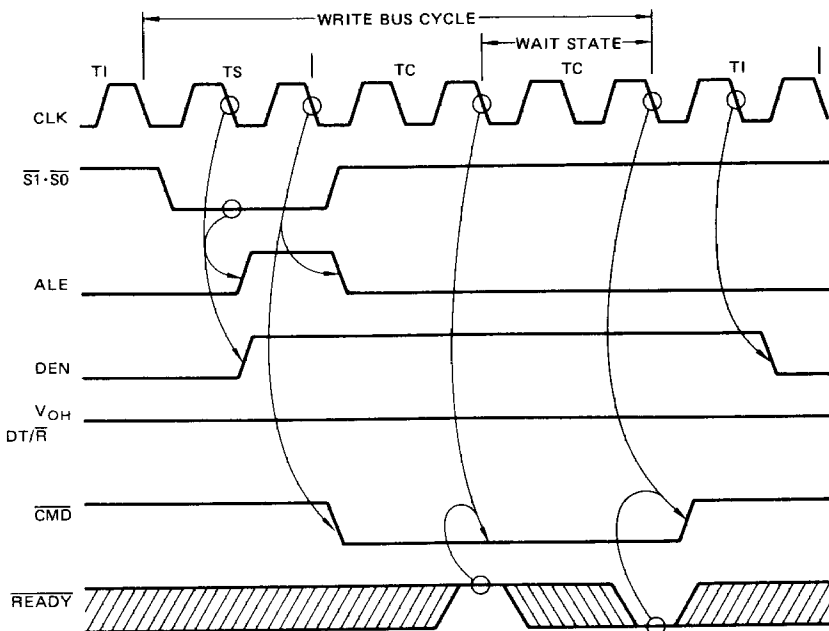 WRITE BUS CYCLE
WAIT STATE
TI TS TC TC TI
CLK
S1·S0
ALE
DEN
VOH
DT/R
CMD
READY